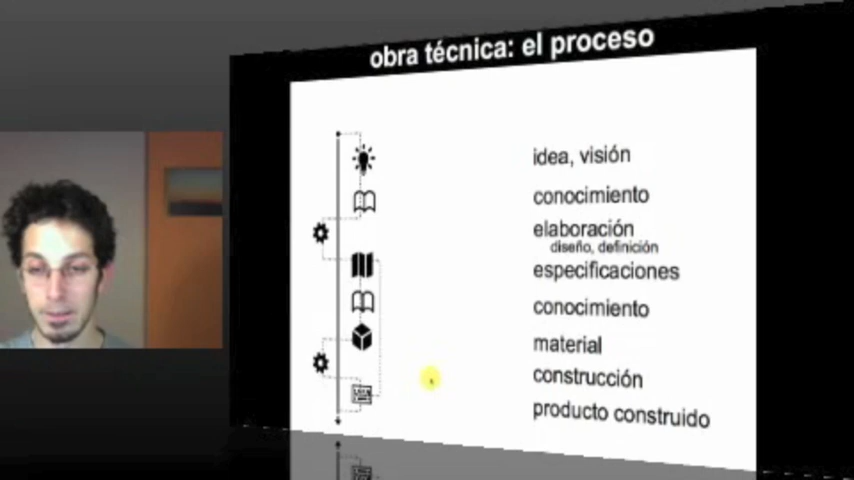 obra técnica: el proceso
idea, visión
conocimiento
elaboración
diseño, definición
especificaciones
conocimiento
material
construcción
producto construido